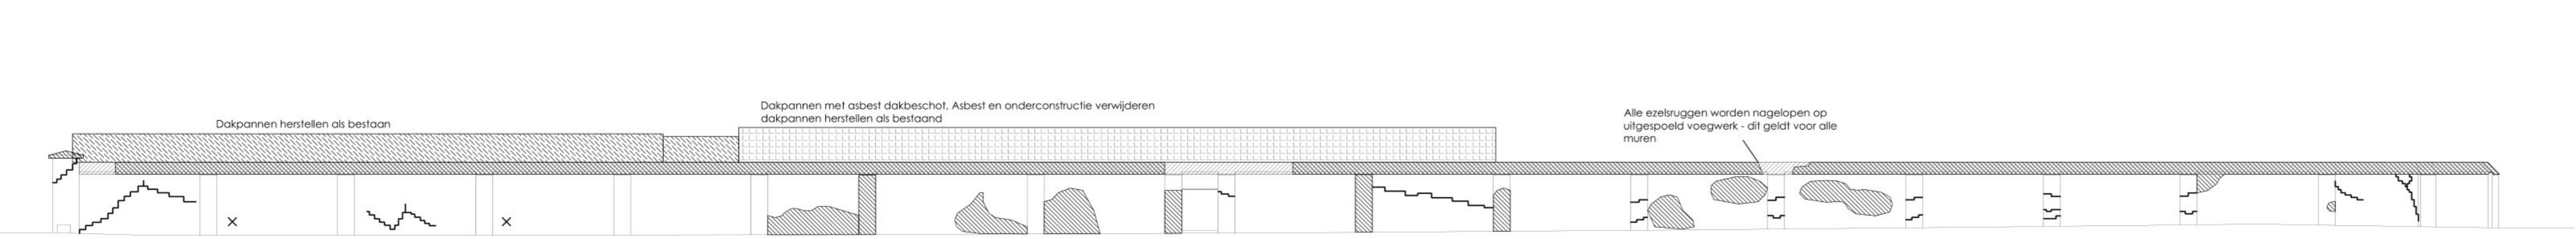 Dakpannen herstellen als bestaan
Dakpannen met asbest dakbeschot, Asbest en onderconstructie verwijderen
dakpannen herstellen als bestaand
Alle ezelsruggen worden nagelopen op
uitgespoeld voegwerk - dit geldt voor alle
muren